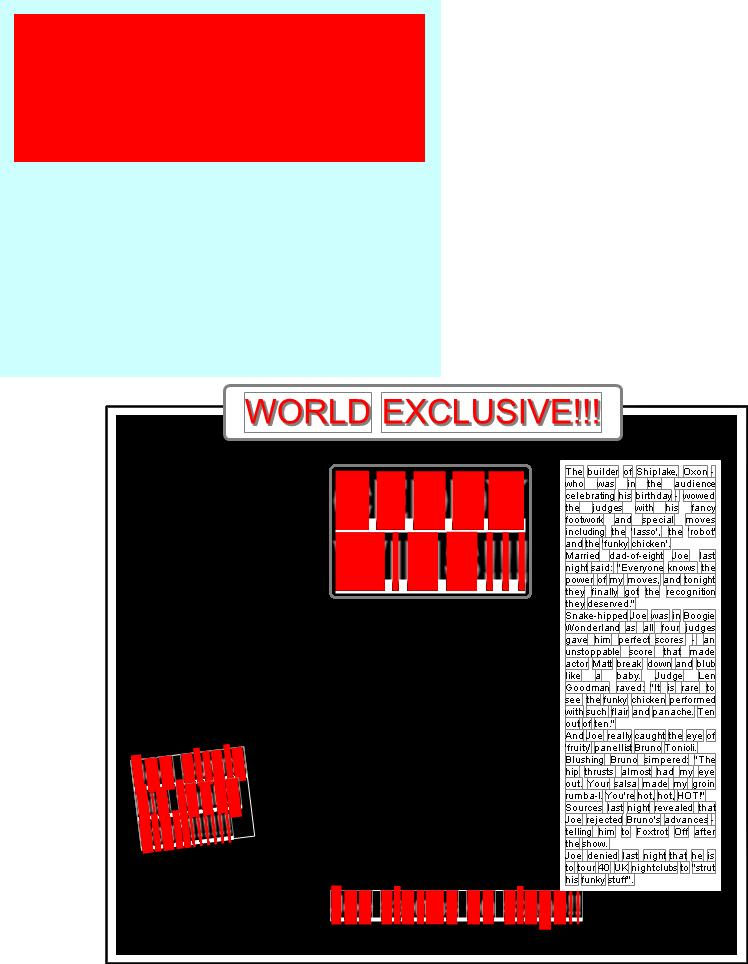 WORLD EXCLUSIVE!!!
The builder of Shiplake, Oxon -
who was in the audience
celebrating his birthday - wowed
the judges with his fancy
footwork and special moves
including the 'lasso', the 'robot'
and the 'funky chicken'.
Married dad-of-eight Joe last
night said: "Everyone knows the
power of my moves, and tonight
they finally got the recognition
they deserved."
Snake-hipped Joe was in Boogie
Wonderland as all four judges
gave him perfect scores - an
unstoppable score that made
actor Matt break down and blub
like a baby. Judge Len
Goodman raved: "It is rare to
see the funky chicken performed
with such flair and panache. Ten
out of ten."
And Joe really caught the eye of
'fruity' panellist Bruno Tonioli.
Blushing Bruno simpered: "The
hip thrusts almost had my eye
out. Your salsa made my groin
rumba-l. You're hot, hot, HOT!"
Sources last night revealed that
Joe rejected Bruno's advances -
telling him to Foxtrot Off after
the show.
Joe denied last night that he is
to tour 40 UK nightclubs to "strut
his funky stuff".